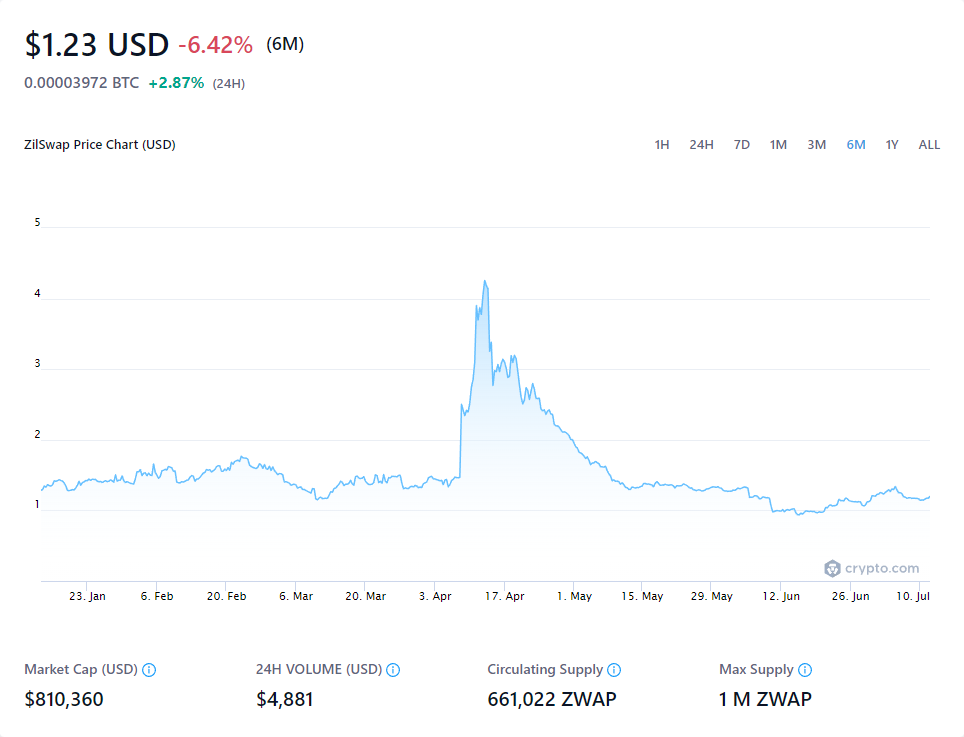 $1.23 USD -6.42% (6M)
0.00003972 BTC +2.87% (24H)
ZilSwap Price Chart (USD) 1H 24H 7D 1M 3M 6M 1Y ALL
5
4
3
2
1
crypto.com
23. Jan 6. Feb 20. Feb 6. Mar 20. Mar 3. Apr 17. Apr 1. May 15. May 29. May 12. Jun 26. Jun 10. Jul
Market Cap (USD) 24H VOLUME (USD) Circulating Supply Max Supply
$810,360 $4,881 661,022 ZWAP 1 M ZWAP